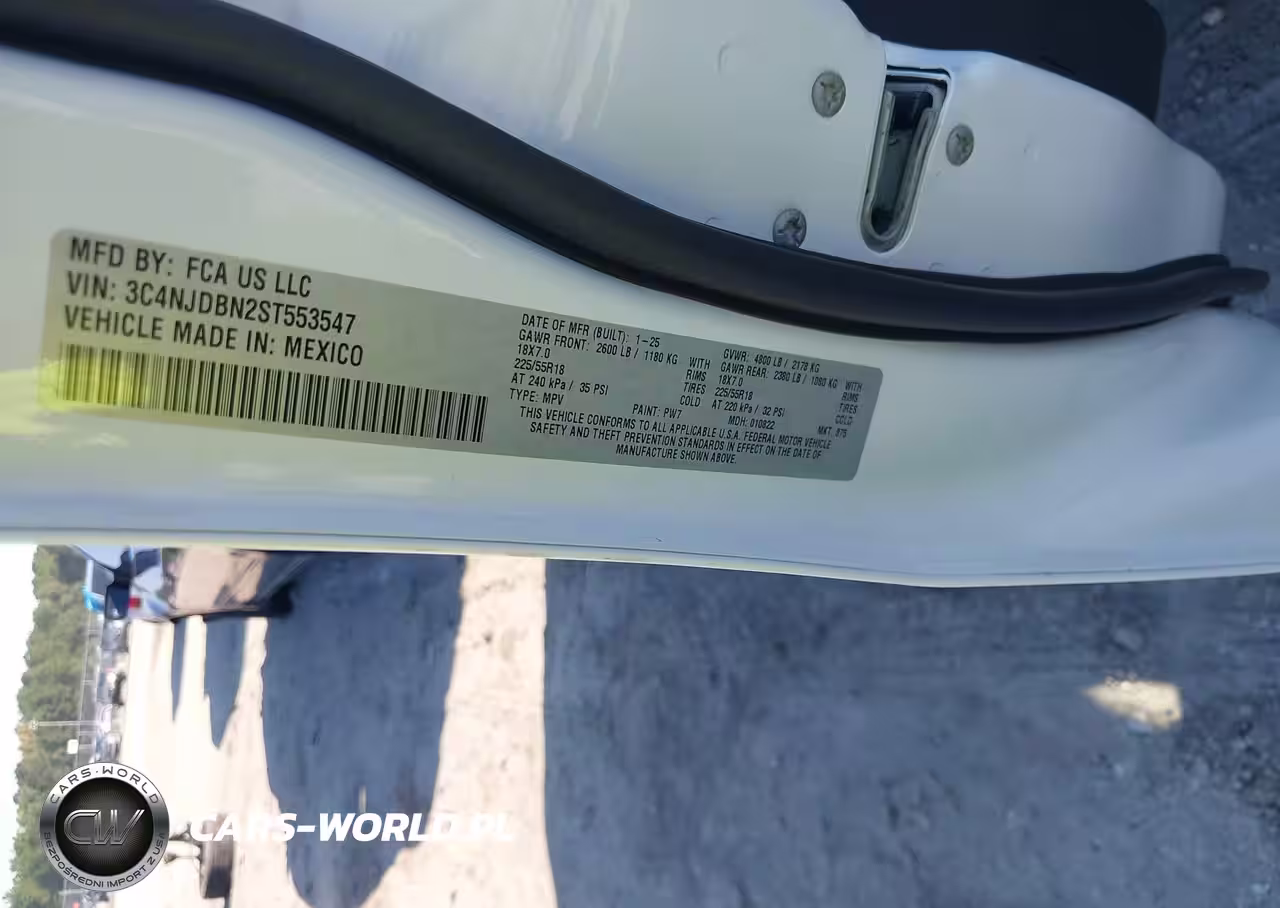 MFD BY: FCA US LLC
VIN: 3C4NJDBN2ST553547
VEHICLE MADE IN: MEXICO
DATE OF MFR (BUILT): 1-25
GAWR FRONT: 2600 LB / 1180 KG WITH
18X7.0 RIMS
225/55R18 TIRES
AT 240 kPa / 35 PSI COLD
TYPE: MPV
GVWR: 4800 LB / 2178 KG
GAWR REAR: 2380 LB / 1080 KG WITH
18X7.0 RIMS
225/55R18 TIRES
AT 220 kPa / 32 PSI COLD
PAINT: PW7 MDH: 010822 MKT: 875
THIS VEHICLE CONFORMS TO ALL APPLICABLE U.S.A. FEDERAL MOTOR VEHICLE
SAFETY AND THEFT PREVENTION STANDARDS IN EFFECT ON THE DATE OF
MANUFACTURE SHOWN ABOVE.
CARS-WORLD
CW
BEZPOŚREDNI IMPORT Z USA
CARS-WORLD.PL